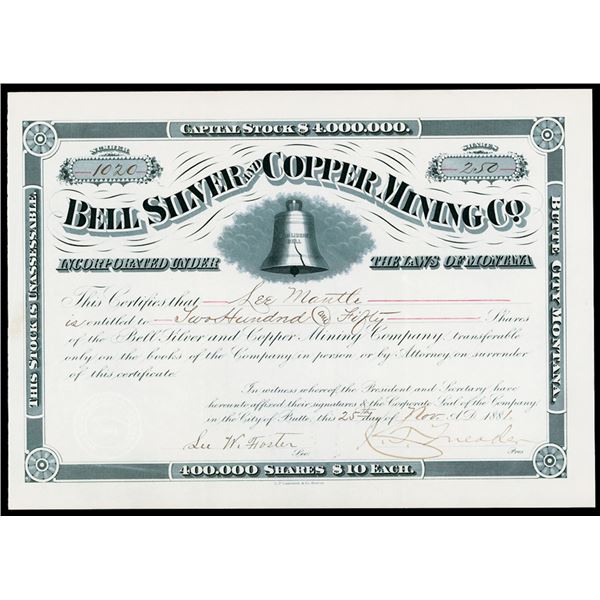 CAPITAL STOCK $4,000,000.
NUMBER
1020
SHARES
250
BELL SILVER AND COPPER MINING CO.
LIBERTY
BELL
INCORPORATED UNDER THE LAWS OF MONTANA
THIS STOCK IS UNASSESSABLE.
BUTTE CITY MONTANA.
This Certifies that Lee Mantle
is entitled to Two Hundred & Fifty Shares
of the Bell Silver and Copper Mining Company, transferable
only on the books of the Company in person or by Attorney on surrender
of this certificate.
In witness whereof the President and Secretary have
hereunto affixed their signatures & the Corporate Seal of the Company,
in the City of Butte, this 25th day of Nov. A.D. 1881.
Lee W. Foster
Sec
Pres
400,000 SHARES $10 EACH.